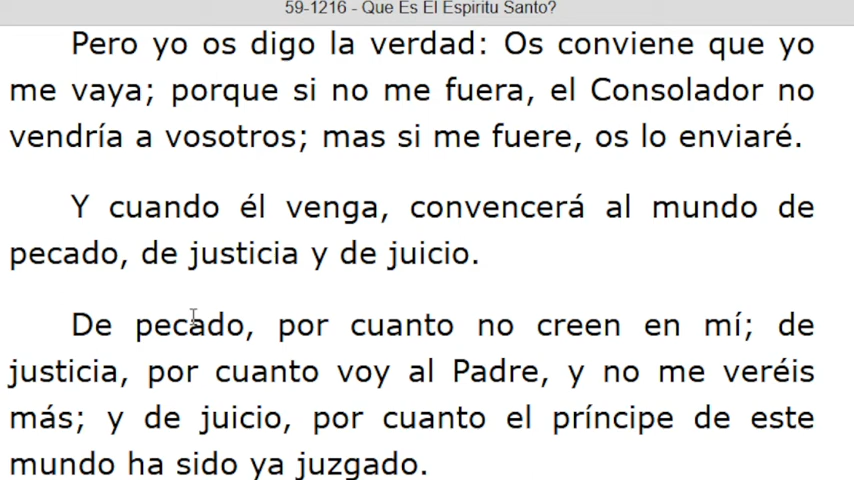 59-1216 - Que Es El Espiritu Santo?
Pero yo os digo la verdad: Os conviene que yo
me vaya; porque si no me fuera, el Consolador no
vendría a vosotros; mas si me fuere, os lo enviaré.
Y cuando él venga, convencerá al mundo de
pecado, de justicia y de juicio.
De pecado, por cuanto no creen en mí; de
justicia, por cuanto voy al Padre, y no me veréis
más; y de juicio, por cuanto el príncipe de este
mundo ha sido ya juzgado.